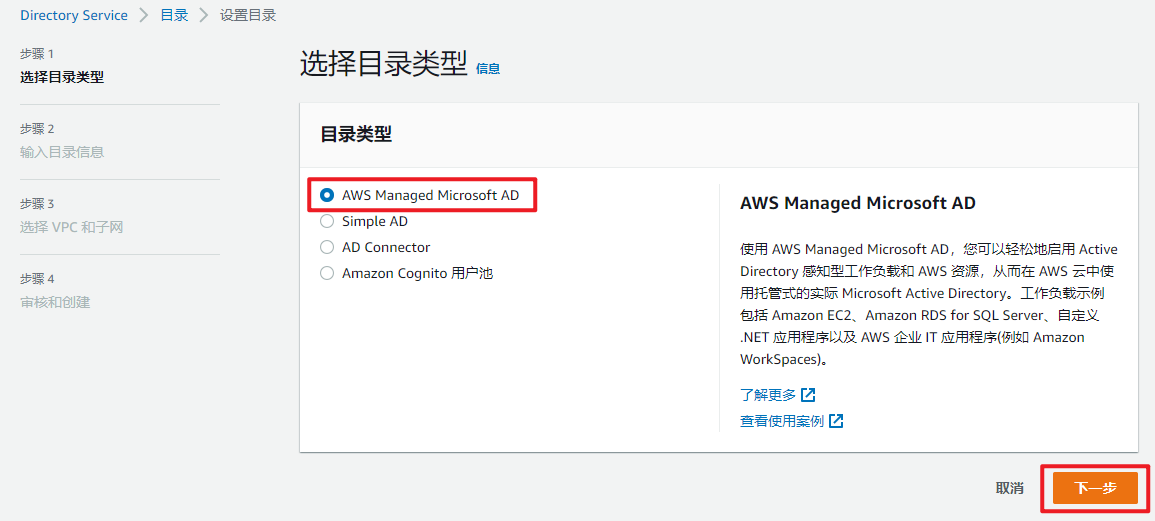 Directory Service > 目录 > 设置目录
步骤 1
选择目录类型
步骤 2
输入目录信息
步骤 3
选择 VPC 和子网
步骤 4
审核和创建
选择目录类型 信息
目录类型
AWS Managed Microsoft AD
Simple AD
AD Connector
Amazon Cognito 用户池
AWS Managed Microsoft AD
使用 AWS Managed Microsoft AD，您可以轻松地启用 Active
Directory 感知型工作负载和 AWS 资源，从而在 AWS 云中使
用托管式的实际 Microsoft Active Directory。工作负载示例
包括 Amazon EC2、Amazon RDS for SQL Server、自定义
.NET 应用程序以及 AWS 企业 IT 应用程序(例如 Amazon
WorkSpaces)。
了解更多
查看使用案例
取消
下一步